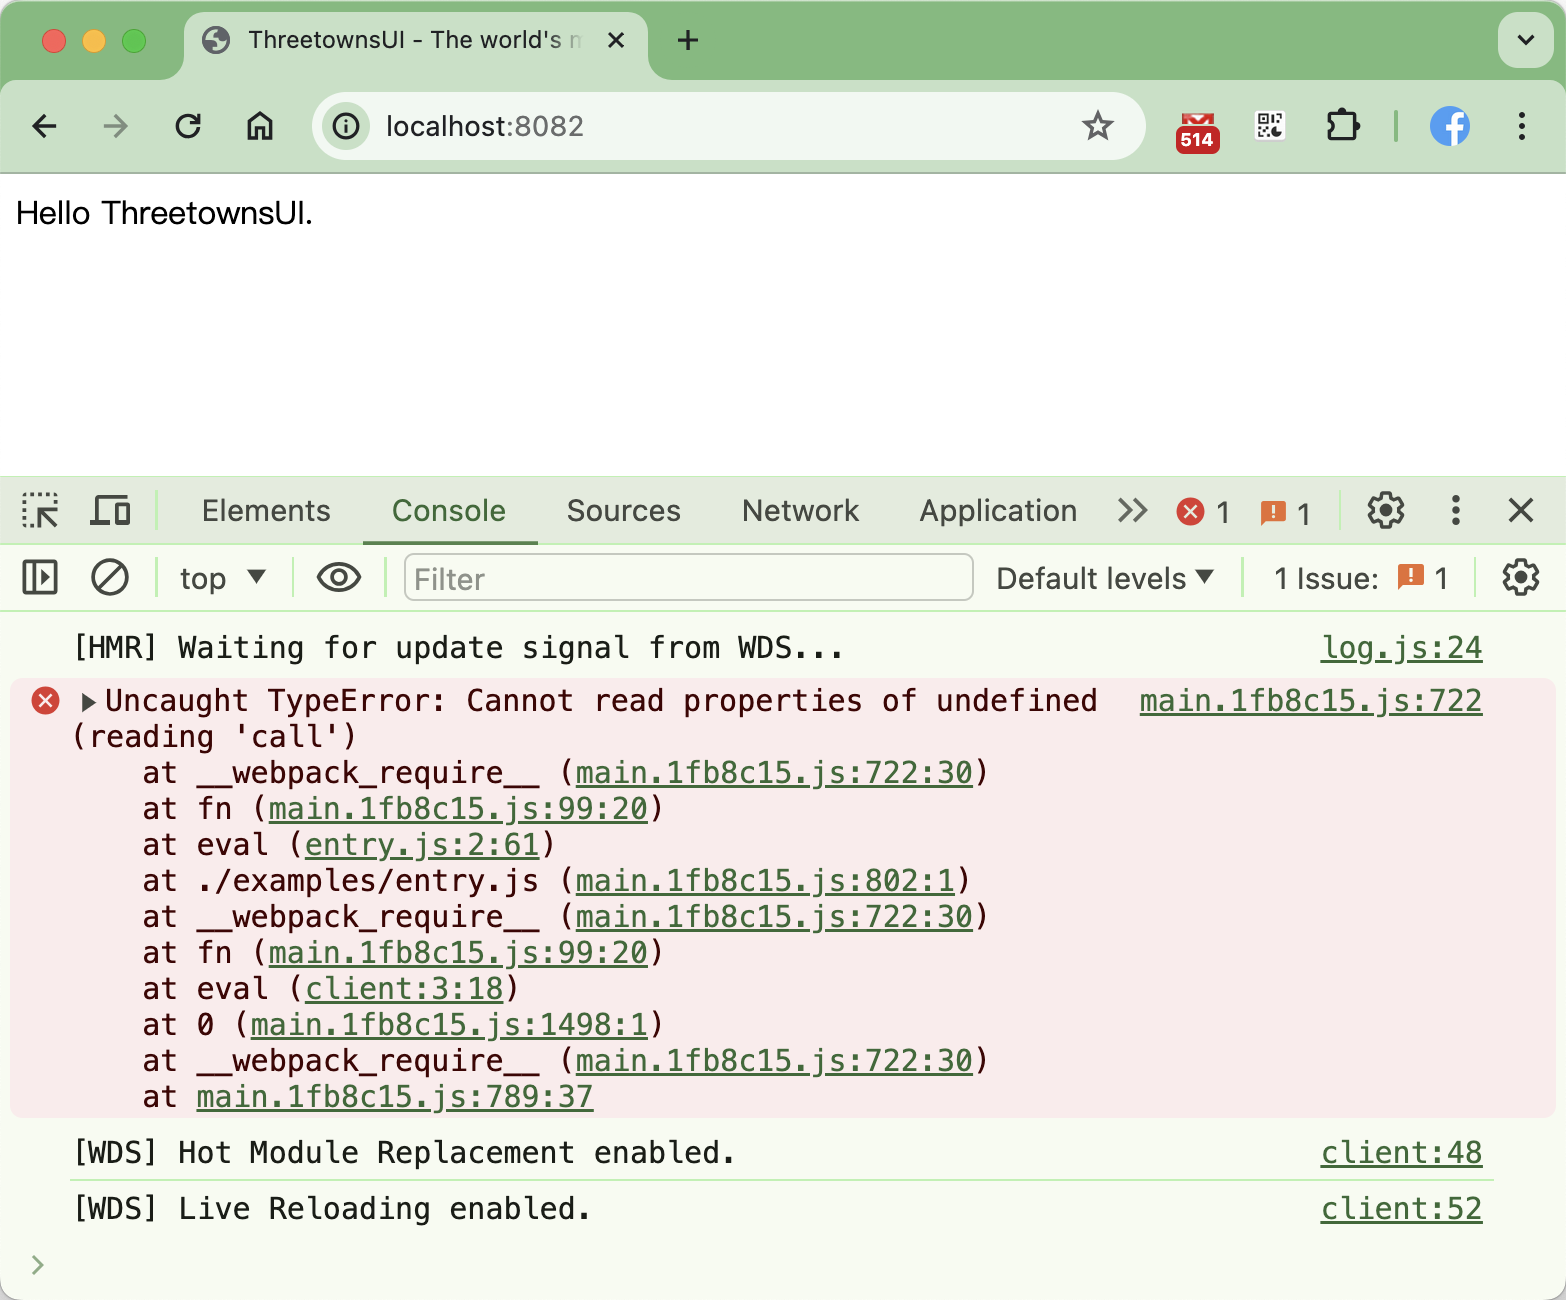 ThreetownsUI - The world's
localhost:8082
514
Hello ThreetownsUI.
Elements Console Sources Network Application 1 1
top Filter Default levels 1 Issue: 1
[HMR] Waiting for update signal from WDS... log.js:24
Uncaught TypeError: Cannot read properties of undefined main.1fb8c15.js:722
(reading 'call')
at __webpack_require__ (main.1fb8c15.js:722:30)
at fn (main.1fb8c15.js:99:20)
at eval (entry.js:2:61)
at ./examples/entry.js (main.1fb8c15.js:802:1)
at __webpack_require__ (main.1fb8c15.js:722:30)
at fn (main.1fb8c15.js:99:20)
at eval (client:3:18)
at 0 (main.1fb8c15.js:1498:1)
at __webpack_require__ (main.1fb8c15.js:722:30)
at main.1fb8c15.js:789:37
[WDS] Hot Module Replacement enabled. client:48
[WDS] Live Reloading enabled. client:52